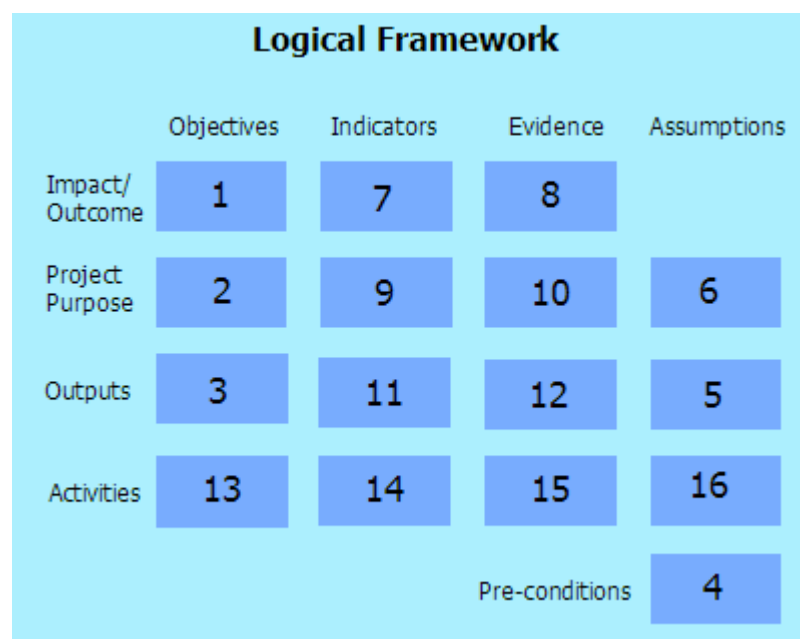 Logical Framework
Objectives Indicators Evidence Assumptions
Impact/
Outcome
1 7 8
Project
Purpose
2 9 10 6
Outputs 3 11 12 5
Activities 13 14 15 16
Pre-conditions 4